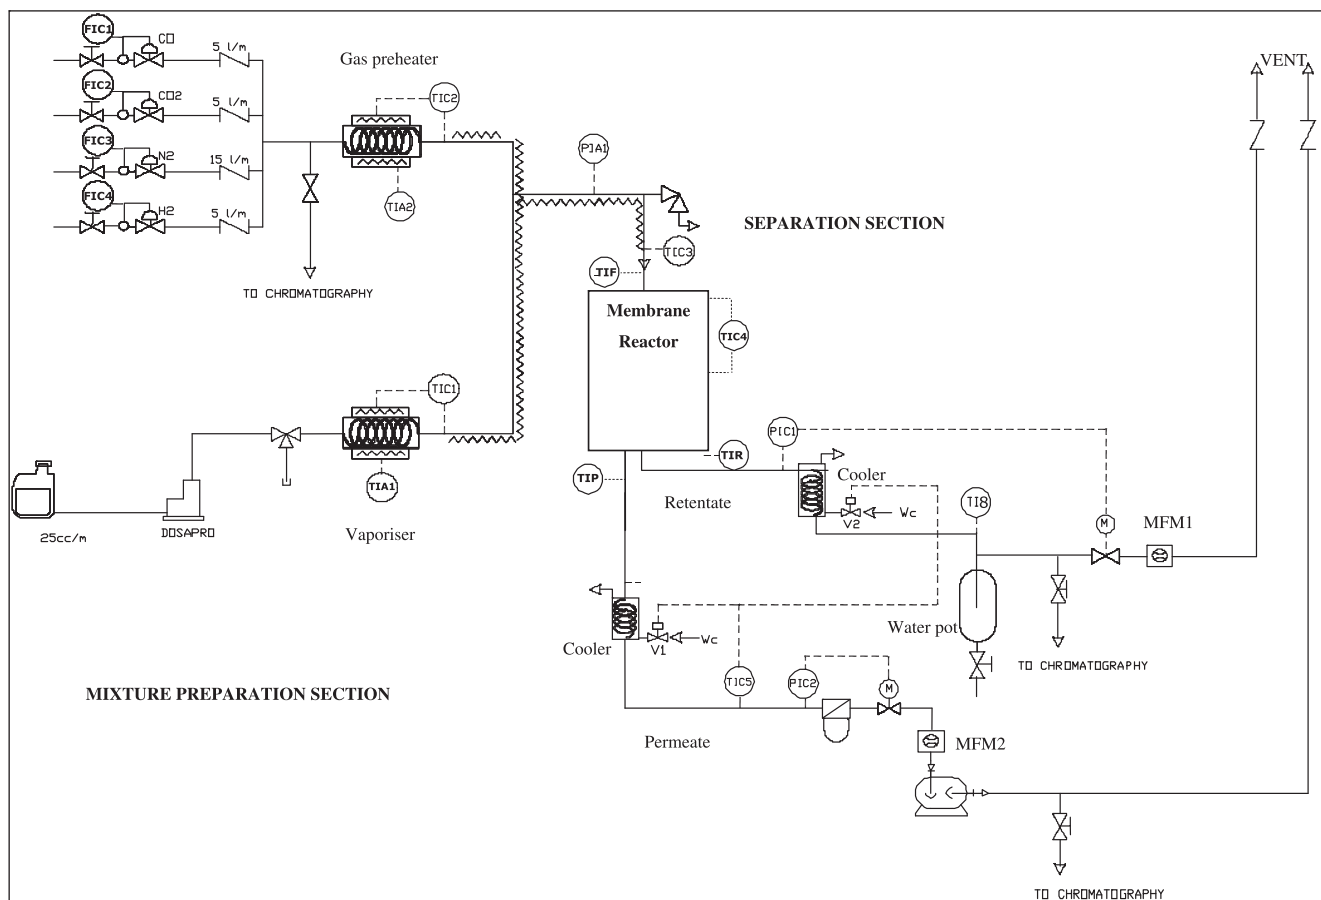 FIC1
CO
5 l/m
FIC2
CO2
5 l/m
FIC3
N2
15 l/m
FIC4
H2
5 l/m
TO CHROMATOGRAPHY
Gas preheater
TIC2
TIA2
PIA1
VENT
SEPARATION SECTION
TIC3
TIF
Membrane
Reactor
TIC4
TIC1
TIA1
Vaporiser
25cc/m
DOSAPRO
TIP
TIR
PIC1
Cooler
Retentate
V2
Wc
TI8
M
MFM1
Water pot
TO CHROMATOGRAPHY
Cooler
V1
Wc
MIXTURE PREPARATION SECTION
TIC5
PIC2
M
Permeate
MFM2
TO CHROMATOGRAPHY